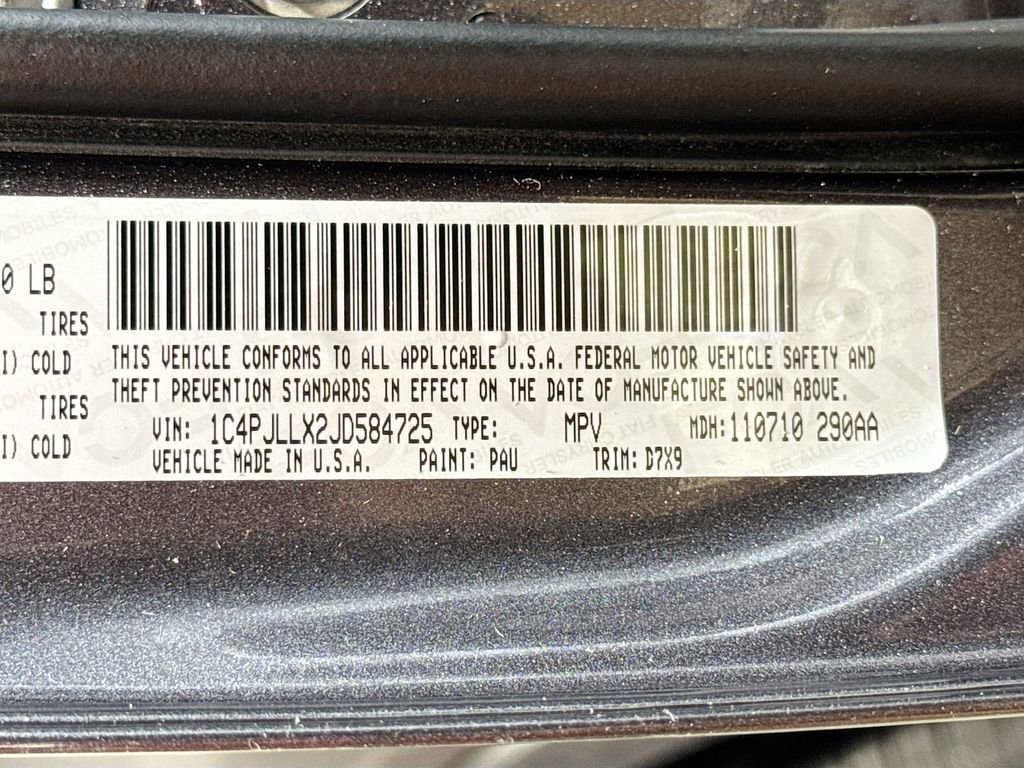 0 LB
TIRES
I) COLD
TIRES
I) COLD
THIS VEHICLE CONFORMS TO ALL APPLICABLE U.S.A. FEDERAL MOTOR VEHICLE SAFETY AND
THEFT PREVENTION STANDARDS IN EFFECT ON THE DATE OF MANUFACTURE SHOWN ABOVE.
VIN: 1C4PJLLX2JD584725 TYPE: MPV MDH: 110710 290AA
VEHICLE MADE IN U.S.A. PAINT: PAU TRIM: D7X9